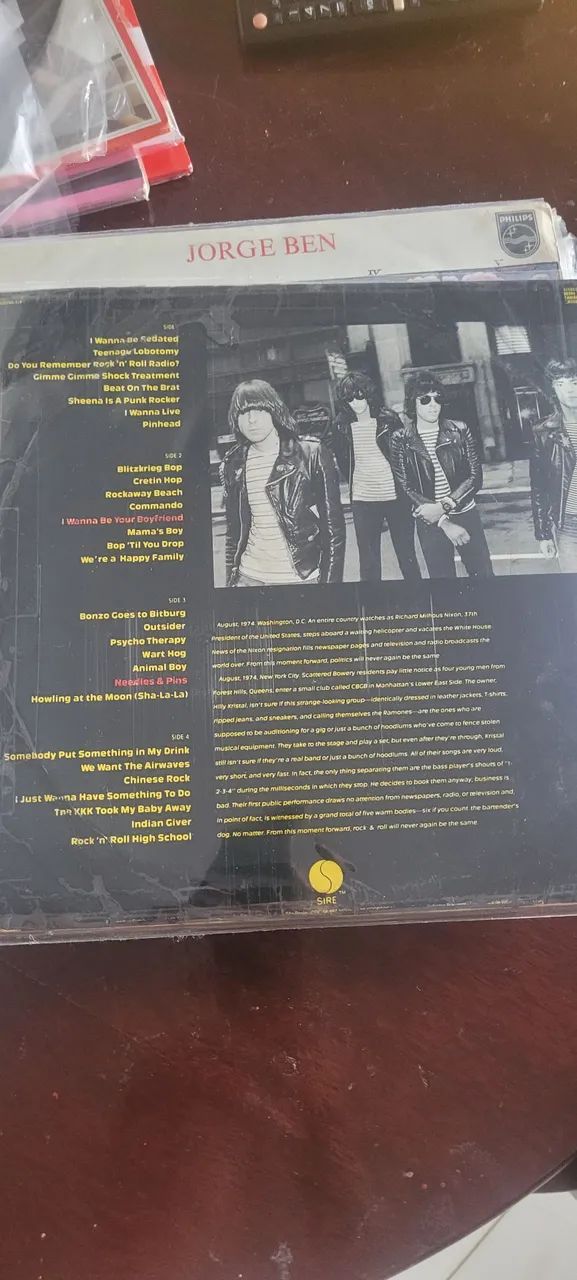 4 7
PHILIPS
JORGE BEN
IV
V
SIDE
I Wanna Be Sedated
Teenage Lobotomy
Do You Remember Rock 'n' Roll Radio?
Gimme Gimme Shock Treatment
Beat On The Brat
Sheena Is A Punk Rocker
I Wanna Live
Pinhead
SIDE 2
Blitzkrieg Bop
Cretin Hop
Rockaway Beach
Commando
I Wanna Be Your Boyfriend
Mama's Boy
Bop 'Til You Drop
We're a Happy Family
SIDE 3
Bonzo Goes to Bitburg
Outsider
Psycho Therapy
Wart Hog
Animal Boy
Needles & Pins
Howling at the Moon (Sha-La-La)
SIDE 4
Somebody Put Something in My Drink
We Want The Airwaves
Chinese Rock
I Just Wanna Have Something To Do
The KKK Took My Baby Away
Indian Giver
Rock 'n' Roll High School
August, 1974. Washington, D.C. An entire country watches as Richard Milhous Nixon, 37th
President of the United States, steps aboard a waiting helicopter and vacates the White House.
News of the Nixon resignation fills newspaper pages and television and radio broadcasts the
world over. From this moment forward, politics will never again be the same.
August, 1974. New York City. Scattered Bowery residents pay little notice as four young men from
Forest Hills, Queens, enter a small club called CBGB in Manhattan's Lower East Side. The owner,
Hilly Kristal, isn't sure if this strange-looking group—identically dressed in leather jackets, T-shirts,
ripped jeans, and sneakers, and calling themselves the Ramones—are the ones who are
supposed to be auditioning for a gig or just a bunch of hoodlums who've come to fence stolen
musical equipment. They take to the stage and play a set, but even after they're through, Kristal
still isn't sure if they're a real band or just a bunch of hoodlums. All of their songs are very loud,
very short, and very fast. In fact, the only thing separating them are the bass player's shouts of "1-
2-3-4" during the milliseconds in which they stop. He decides to book them anyway; business is
bad. Their first public performance draws no attention from newspapers, radio, or television and,
in point of fact, is witnessed by a grand total of five warm bodies—six if you count the bartender's
dog. No matter. From this moment forward, rock & roll will never again be the same.
SIRE
TM